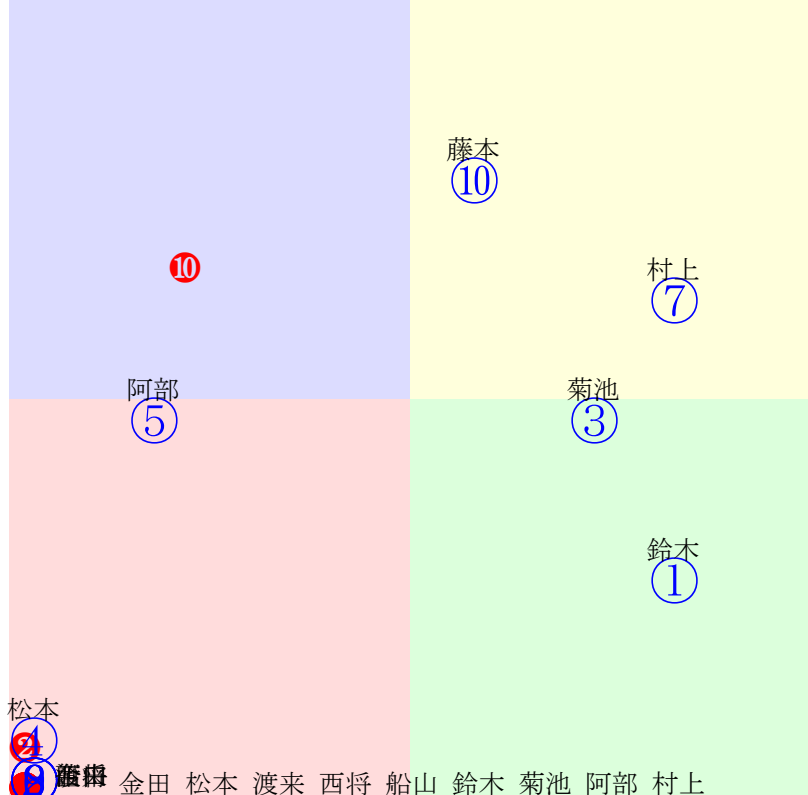 藤本
⑩
❿
村上
⑦
阿部
⑤
菊池
③
鈴木
①
松本
④
金田 松本 渡来 西将 船山 鈴木 菊池 阿部 村上